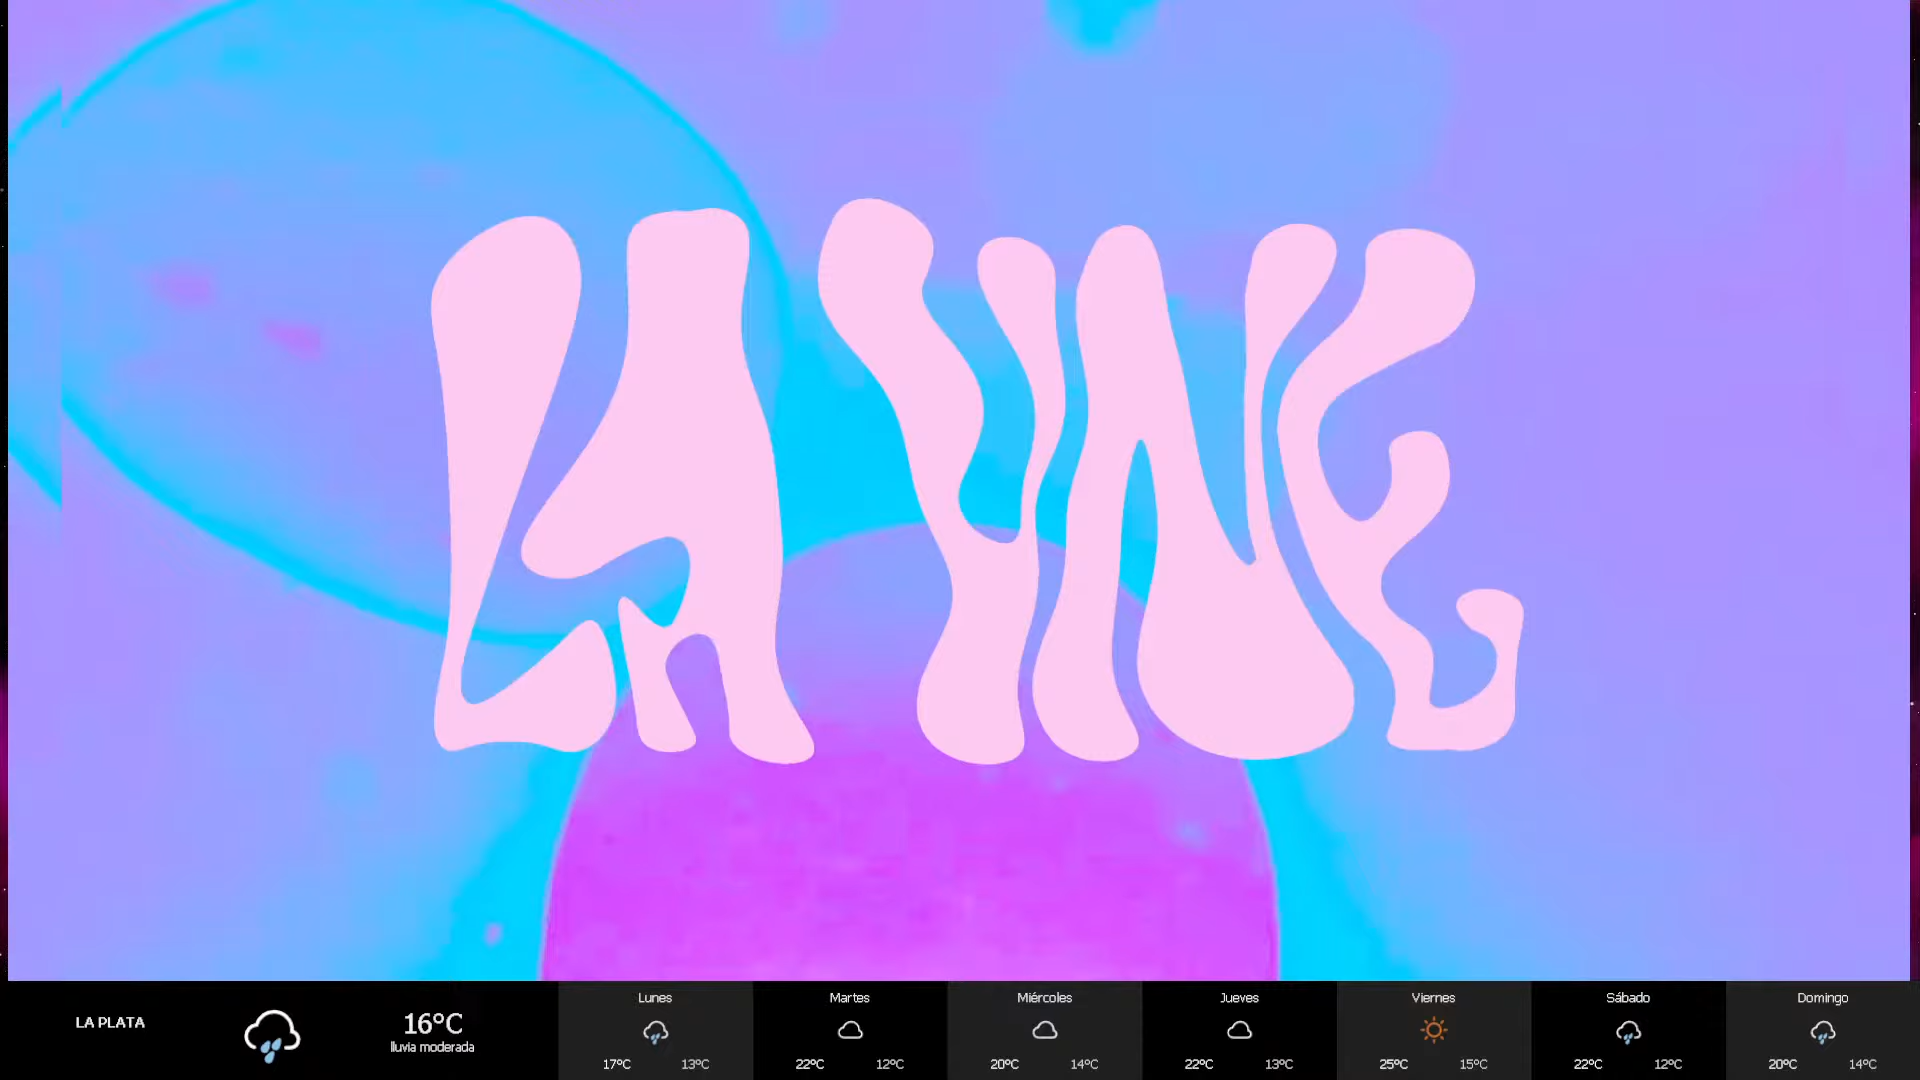 LA YNE
LA PLATA
16°C
lluvia moderada
Lunes
17°C 13°C
Martes
22°C 12°C
Miércoles
20°C 14°C
Jueves
22°C 13°C
Viernes
25°C 15°C
Sábado
22°C 12°C
Domingo
20°C 14°C